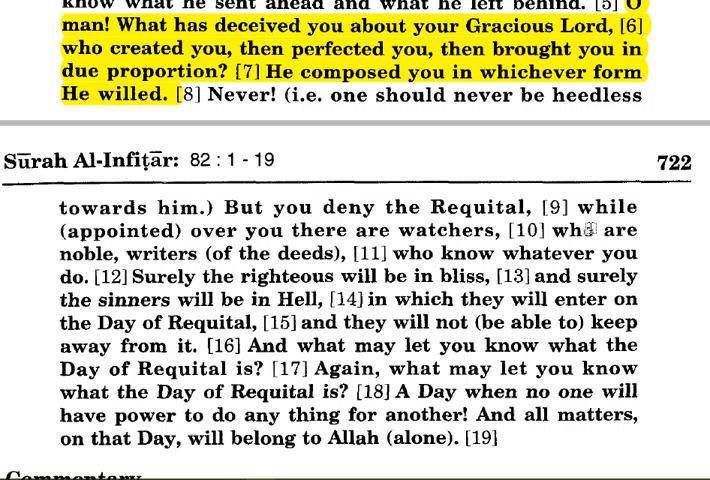 know what he sent ahead and what he left behind. [5] O
man! What has deceived you about your Gracious Lord, [6]
who created you, then perfected you, then brought you in
due proportion? [7] He composed you in whichever form
He willed. [8] Never! (i.e. one should never be heedless
Sūrah Al-Infiṭār: 82 : 1 - 19
722
towards him.) But you deny the Requital, [9] while
(appointed) over you there are watchers, [10] who are
noble, writers (of the deeds), [11] who know whatever you
do. [12] Surely the righteous will be in bliss, [13] and surely
the sinners will be in Hell, [14] in which they will enter on
the Day of Requital, [15] and they will not (be able to) keep
away from it. [16] And what may let you know what the
Day of Requital is? [17] Again, what may let you know
what the Day of Requital is? [18] A Day when no one will
have power to do any thing for another! And all matters,
on that Day, will belong to Allah (alone). [19]
Commentary